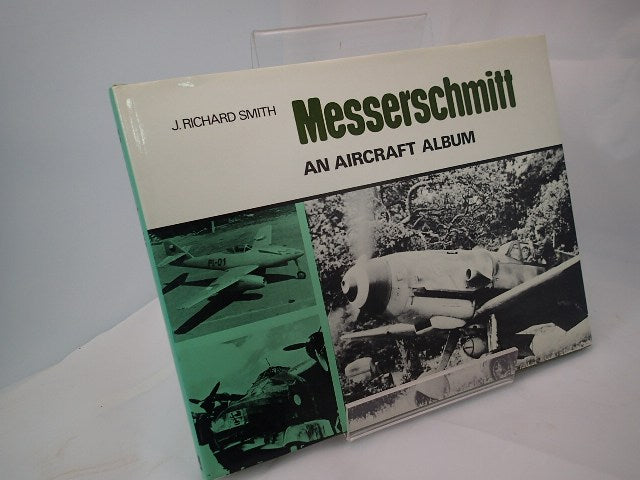 J. RICHARD SMITH
Messerschmitt
AN AIRCRAFT ALBUM
PL-01